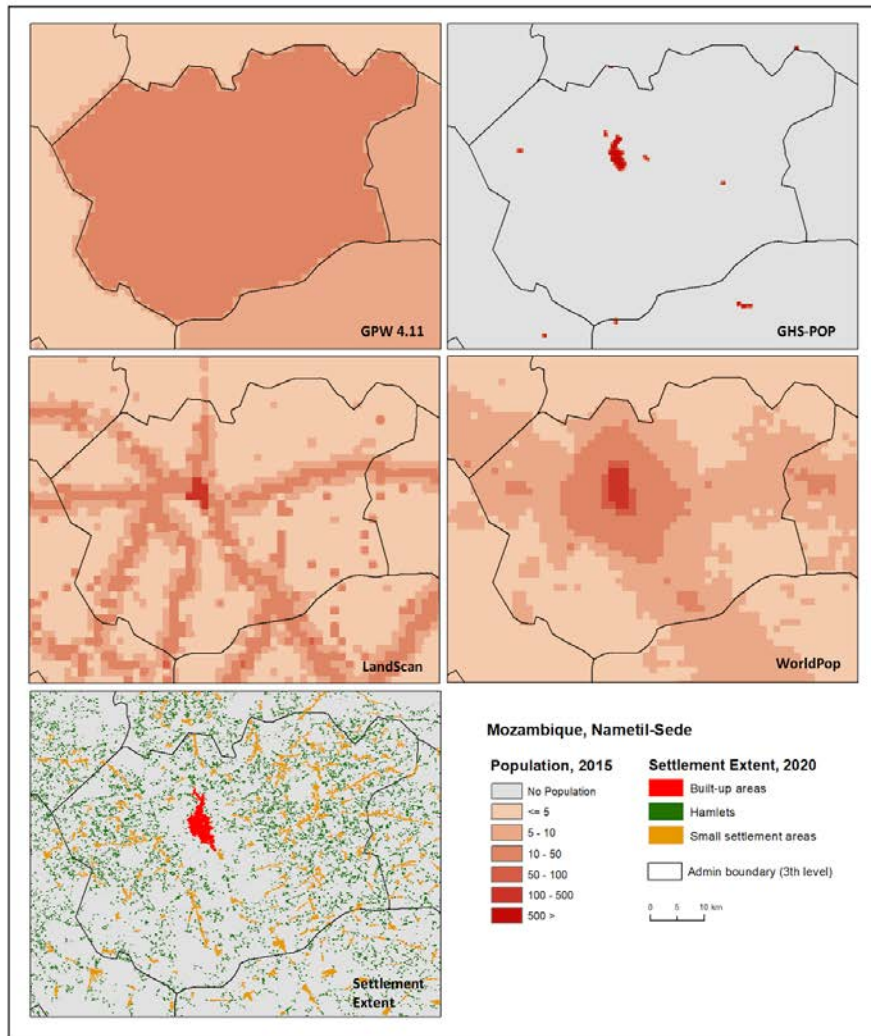 GPW 4.11
GHS-POP
LandScan
WorldPop
Settlement
Extent
Mozambique, Nametil-Sede
Population, 2015
No Population
<= 5
5 - 10
10 - 50
50 - 100
100 - 500
500 >
Settlement Extent, 2020
Built-up areas
Hamlets
Small settlement areas
Admin boundary (3th level)
0 5 10 km